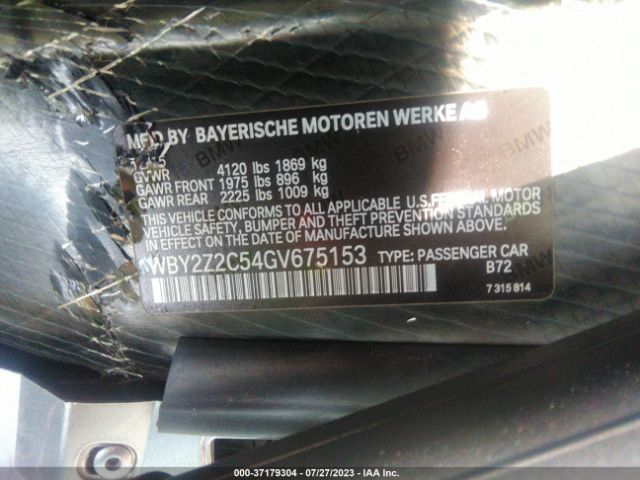 MFD BY BAYERISCHE MOTOREN WERKE AG
GVWR 4120 lbs 1869 kg
GAWR FRONT 1975 lbs 896 kg
GAWR REAR 2225 lbs 1009 kg
THIS VEHICLE CONFORMS TO ALL APPLICABLE U.S. FEDERAL MOTOR
VEHICLE SAFETY, BUMPER AND THEFT PREVENTION STANDARDS
IN EFFECT ON THE DATE OF MANUFACTURE SHOWN ABOVE.
WBY2Z2C54GV675153 TYPE: PASSENGER CAR
B72
7 315 814
000-37179304 / 07/27/2023 - IAA Inc.